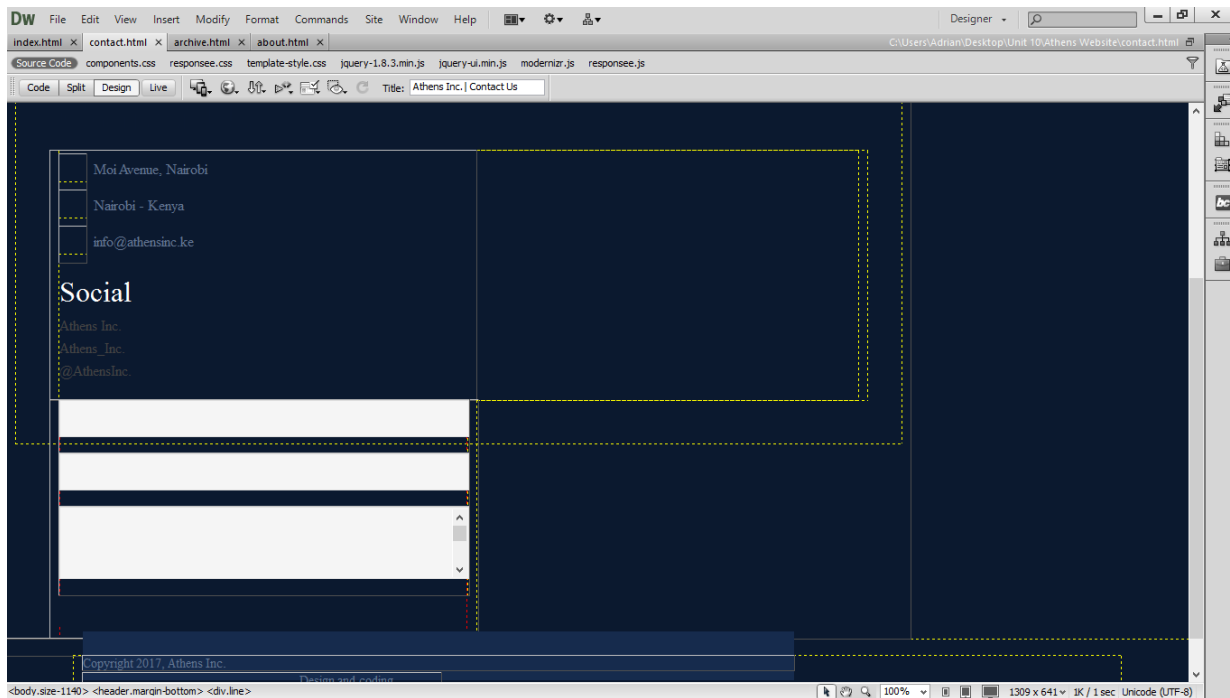 DW File Edit View Insert Modify Format Commands Site Window Help Designer
index.html × contact.html × archive.html × about.html × C:\Users\Adrian\Desktop\Unit 10\Athens Website\contact.html
Source Code components.css responsee.css template-style.css jquery-1.8.3.min.js jquery-ui.min.js modernizr.js responsee.js
Code Split Design Live Title: Athens Inc. | Contact Us
Moi Avenue, Nairobi
Nairobi - Kenya
info@athensinc.ke
Social
Athens Inc.
Athens_Inc.
@AthensInc.
Copyright 2017, Athens Inc.
Design and coding
<body.size-1140> <header.margin-bottom> <div.line> 100% 1309 x 641 1K / 1 sec Unicode (UTF-8)
bc